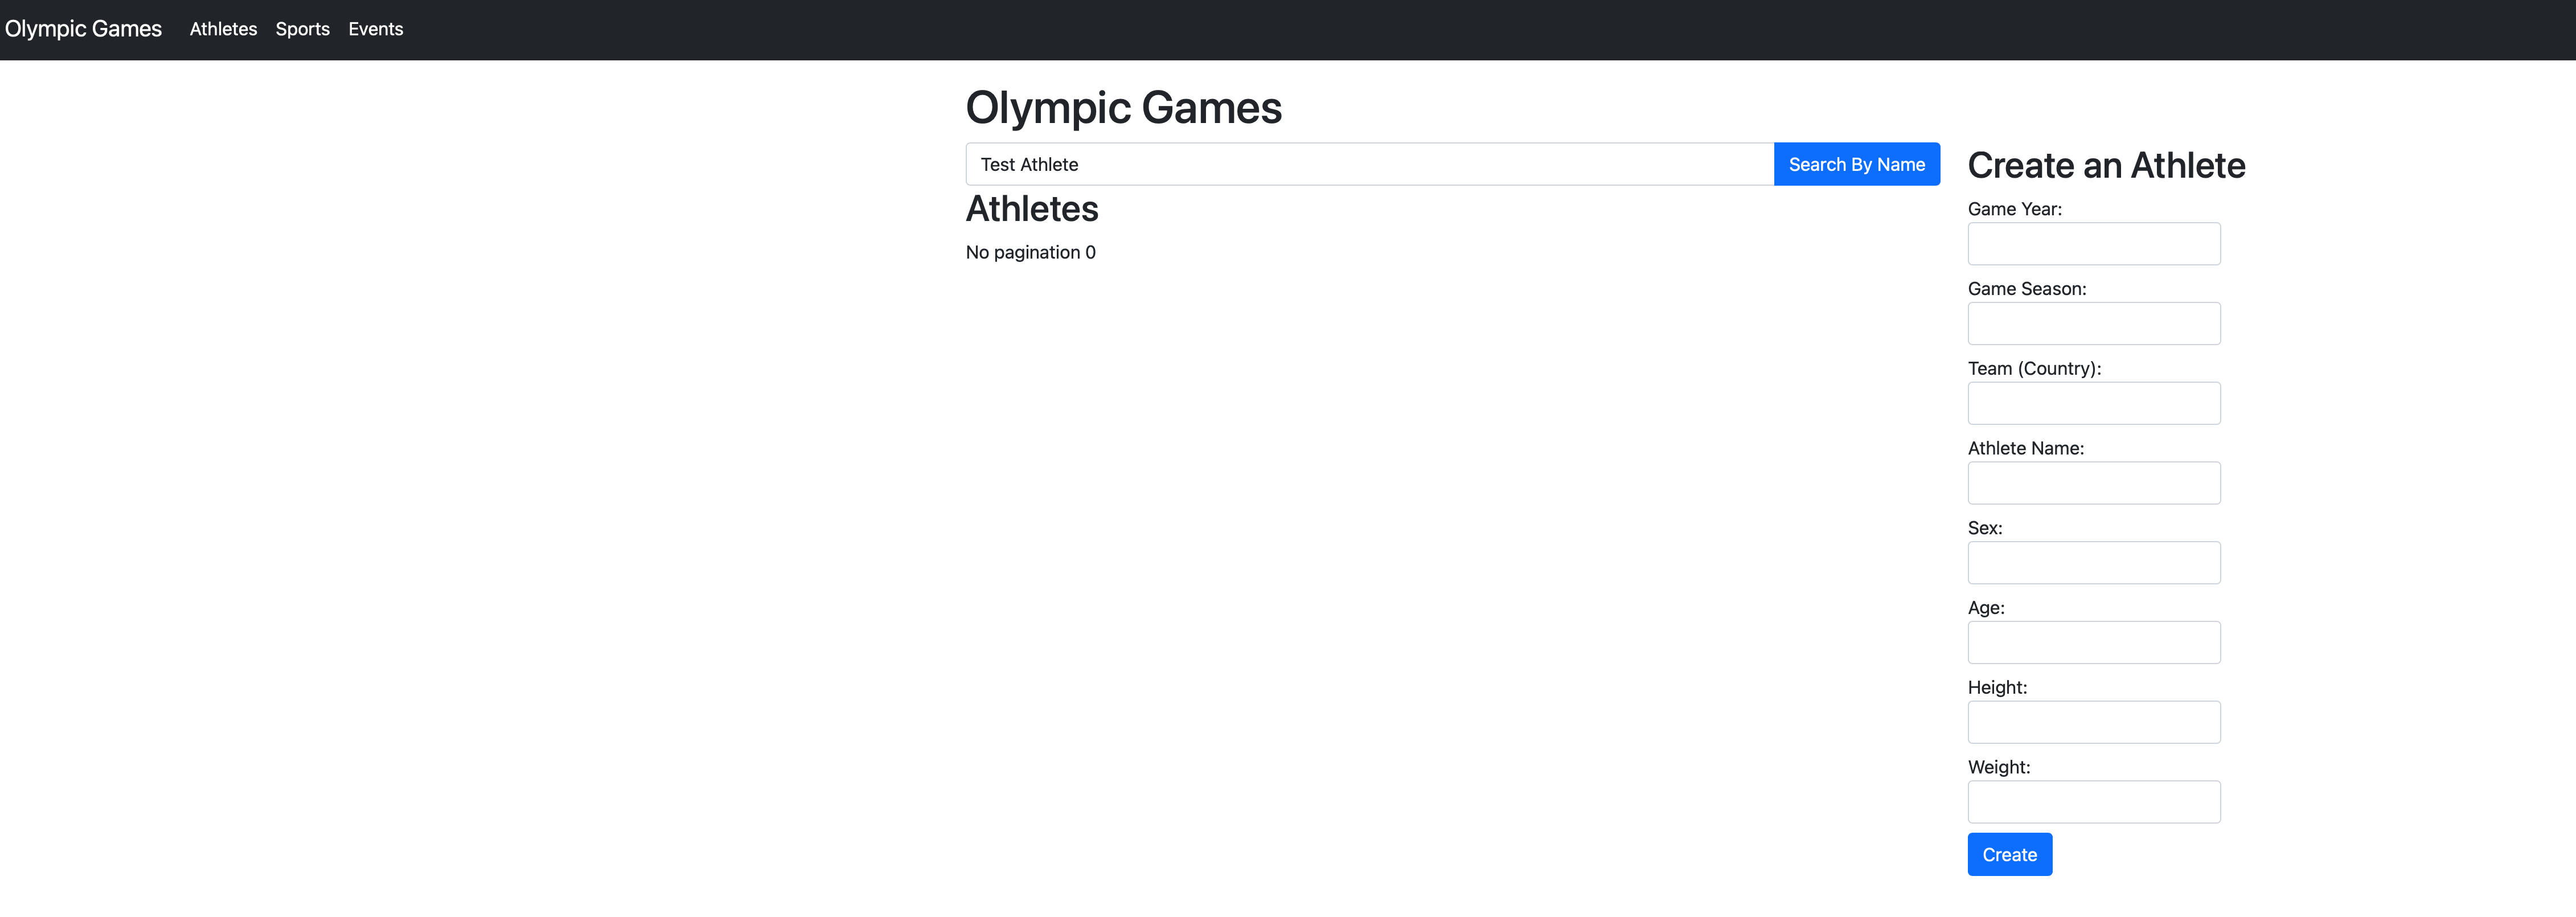 Olympic Games Athletes Sports Events
Olympic Games
Test Athlete Search By Name
Athletes
No pagination 0
Create an Athlete
Game Year:
Game Season:
Team (Country):
Athlete Name:
Sex:
Age:
Height:
Weight:
Create